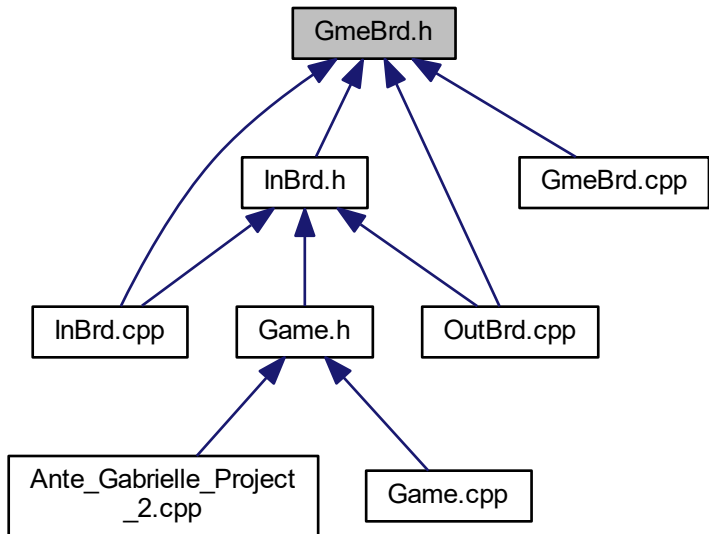 GmeBrd.h
InBrd.h
GmeBrd.cpp
InBrd.cpp
Game.h
OutBrd.cpp
Ante_Gabrielle_Project
_2.cpp
Game.cpp